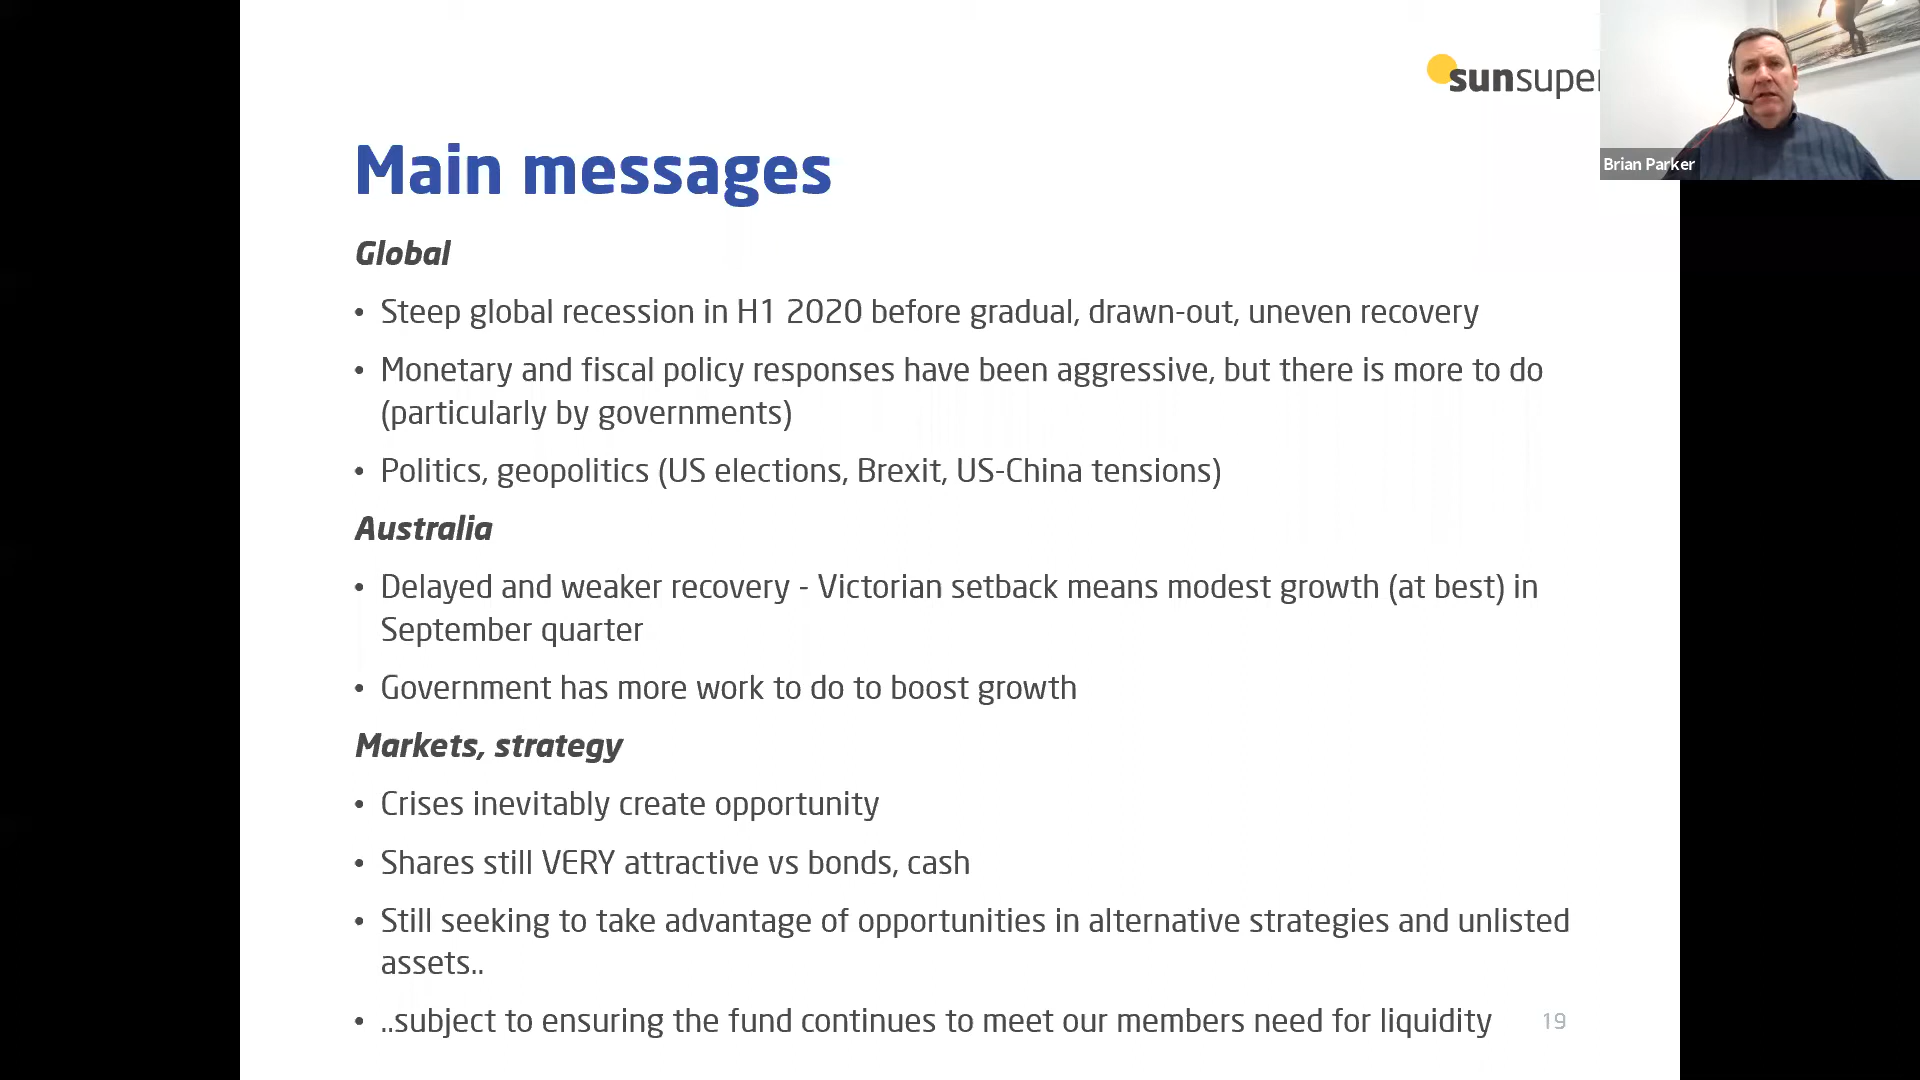 sunsuper
Brian Parker
Main messages
Global
• Steep global recession in H1 2020 before gradual, drawn-out, uneven recovery
• Monetary and fiscal policy responses have been aggressive, but there is more to do
(particularly by governments)
• Politics, geopolitics (US elections, Brexit, US-China tensions)
Australia
• Delayed and weaker recovery - Victorian setback means modest growth (at best) in
September quarter
• Government has more work to do to boost growth
Markets, strategy
• Crises inevitably create opportunity
• Shares still VERY attractive vs bonds, cash
• Still seeking to take advantage of opportunities in alternative strategies and unlisted
assets..
• ..subject to ensuring the fund continues to meet our members need for liquidity
19